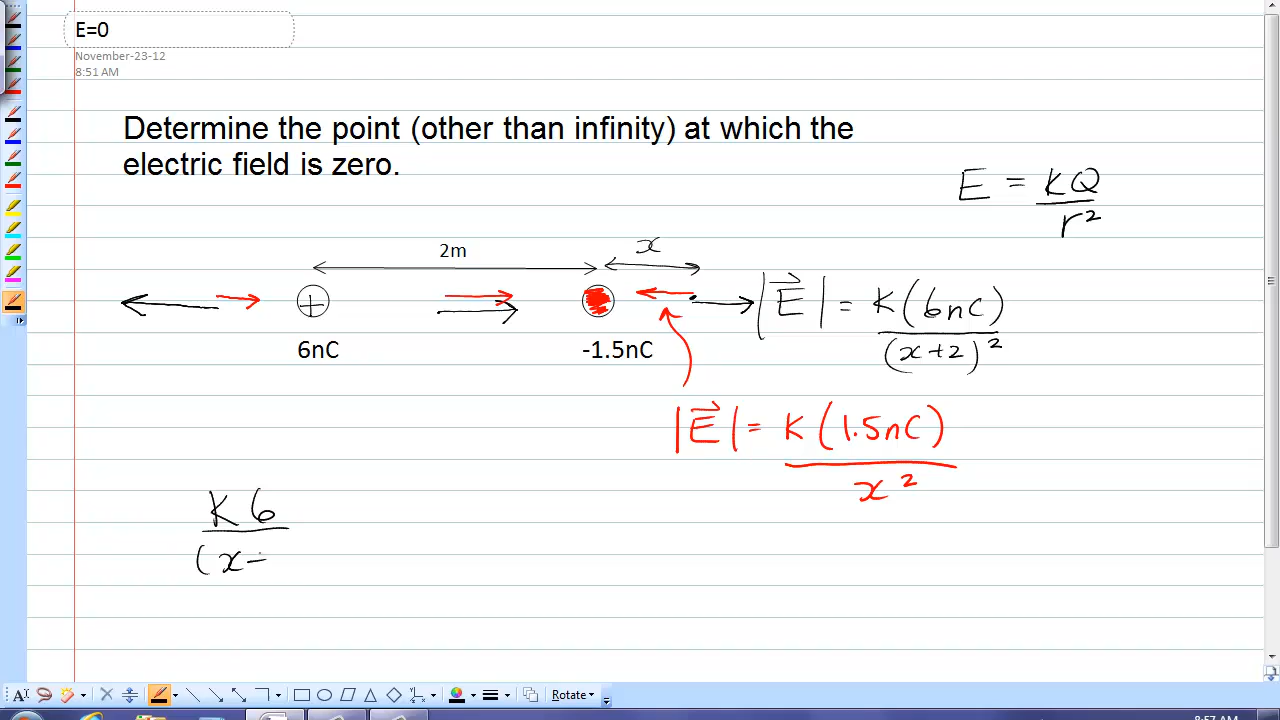 E=0
November-23-12
8:51 AM
Determine the point (other than infinity) at which the
electric field is zero.
E = KQ
r²
2m
x
+
6nC
-1.5nC
|E⃗| = K(6nC)
(x+2)²
|E⃗| = K(1.5nC)
x²
K 6
(x-
Rotate